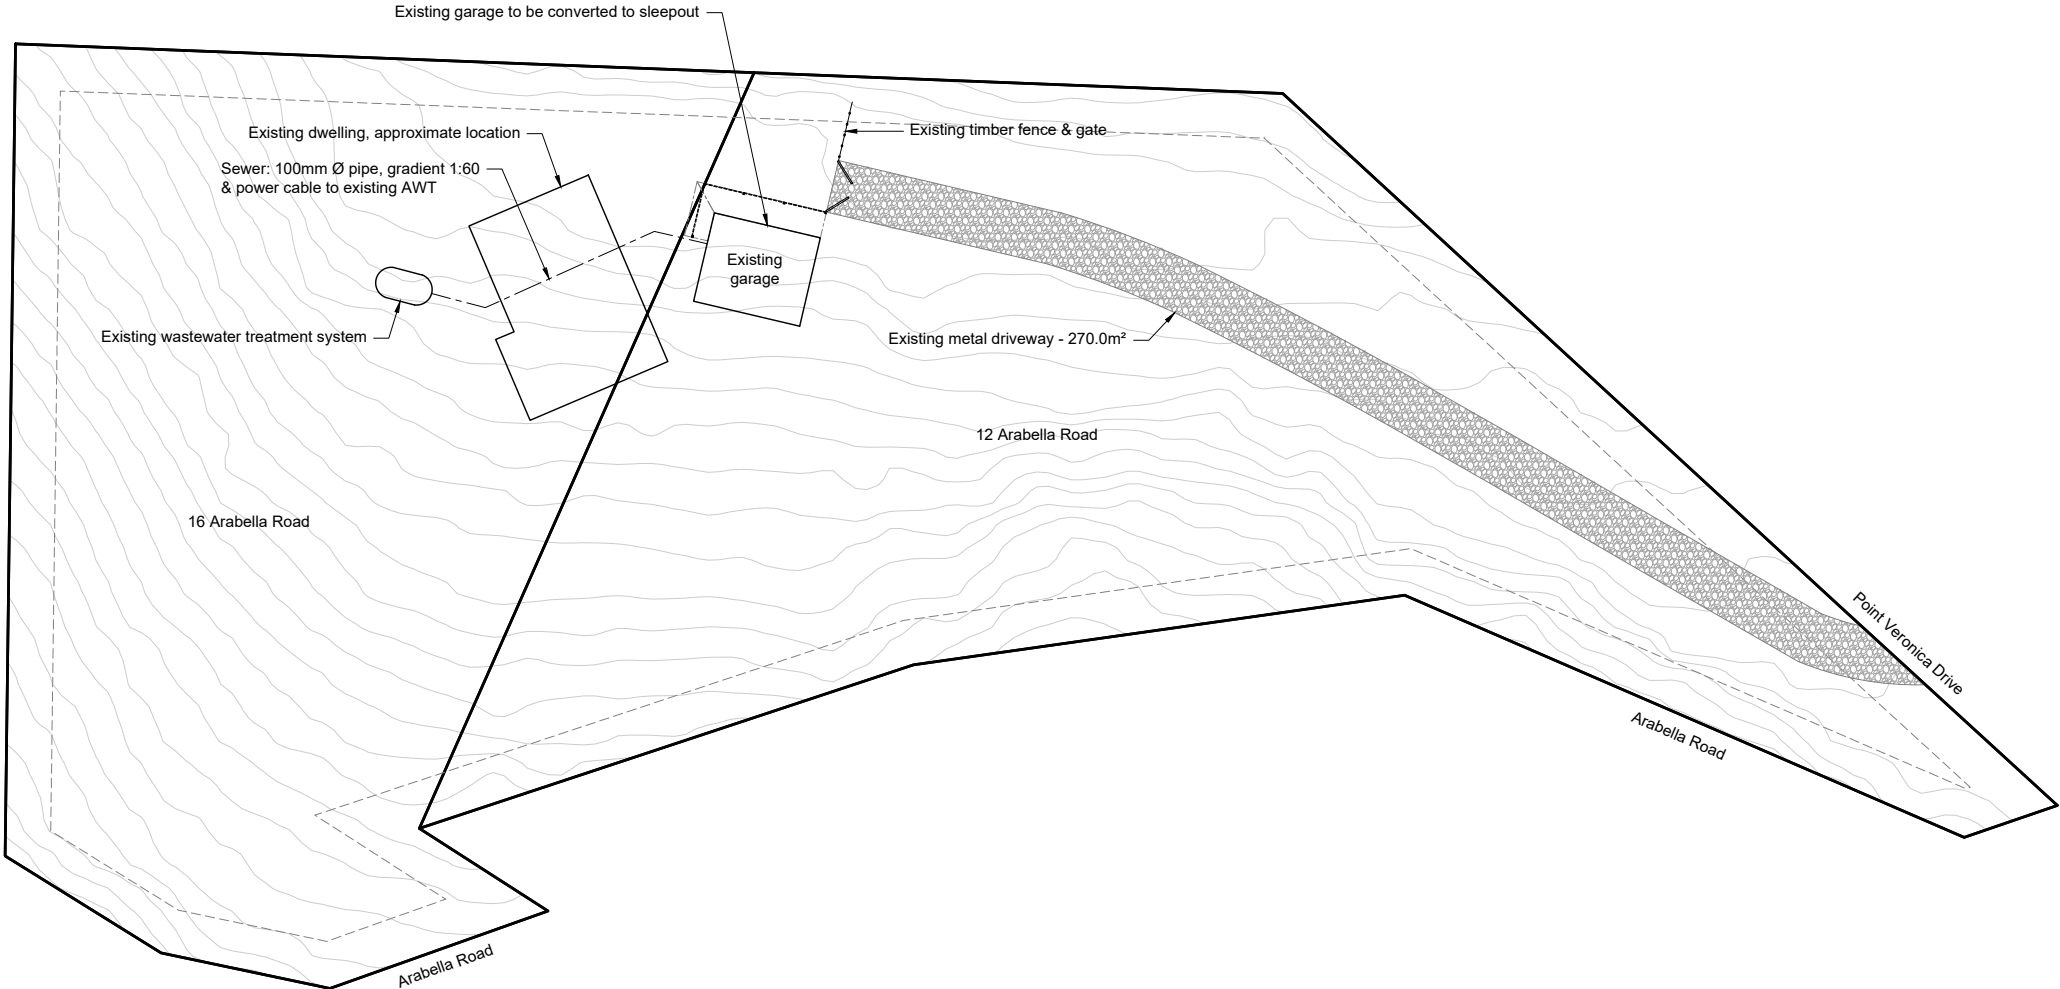 Existing garage to be converted to sleepout
Existing dwelling, approximate location
Existing timber fence & gate
Sewer: 100mm Ø pipe, gradient 1:60
& power cable to existing AWT
Existing
garage
Existing wastewater treatment system
Existing metal driveway - 270.0m²
12 Arabella Road
16 Arabella Road
Point Veronica Drive
Arabella Road
Arabella Road